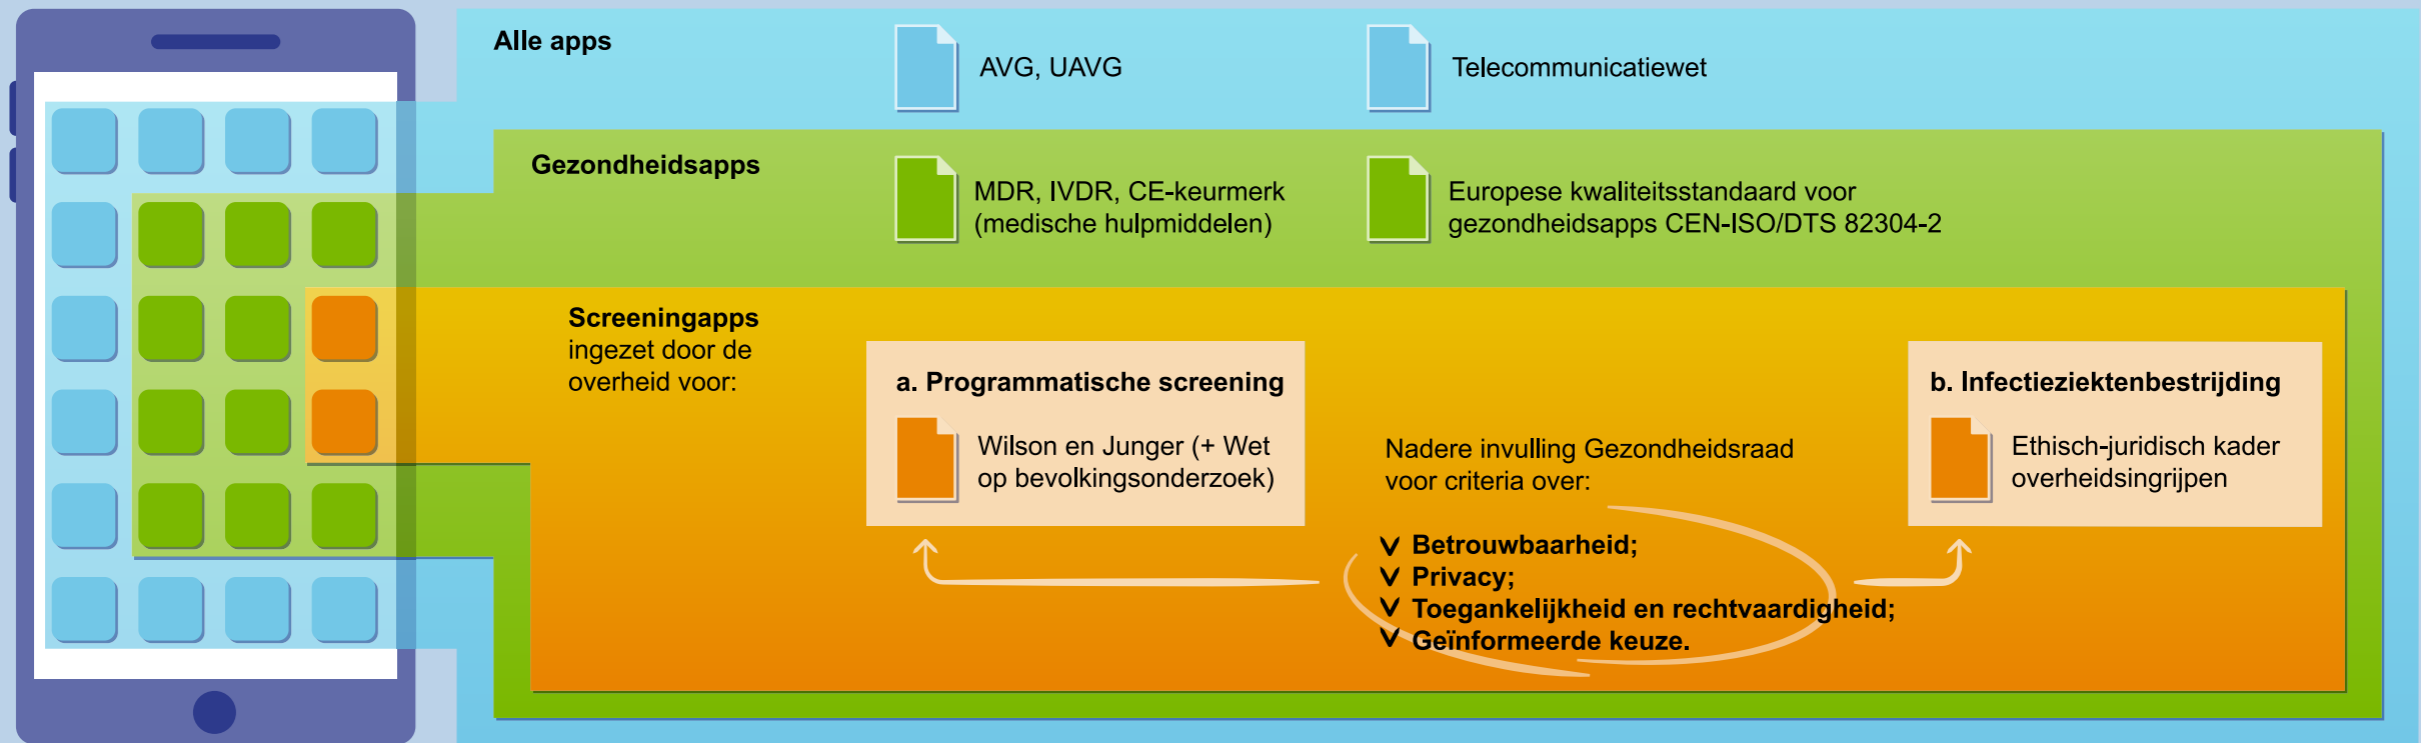 Alle apps
AVG, UAVG
Telecommunicatiewet
Gezondheidsapps
MDR, IVDR, CE-keurmerk
(medische hulpmiddelen)
Europese kwaliteitsstandaard voor
gezondheidsapps CEN-ISO/DTS 82304-2
Screeningapps
ingezet door de
overheid voor:
a. Programmatische screening
Wilson en Junger (+ Wet
op bevolkingsonderzoek)
Nadere invulling Gezondheidsraad
voor criteria over:
Betrouwbaarheid;
Privacy;
Toegankelijkheid en rechtvaardigheid;
Geïnformeerde keuze.
b. Infectieziektenbestrijding
Ethisch-juridisch kader
overheidsingrijpen